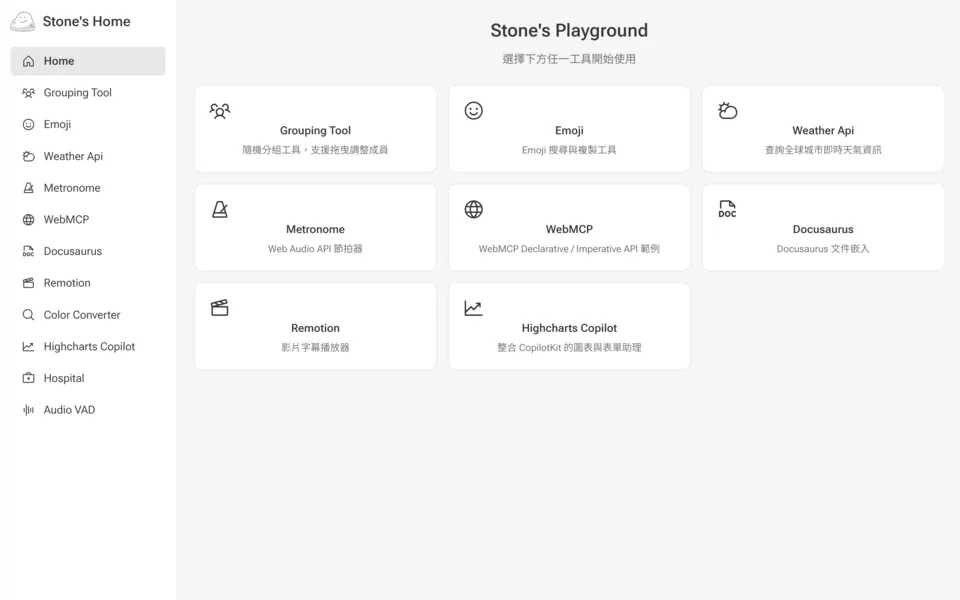 Stone's Home
Home
Grouping Tool
Emoji
Weather Api
Metronome
WebMCP
Docusaurus
Remotion
Color Converter
Highcharts Copilot
Hospital
Audio VAD
Stone's Playground
選擇下方任一工具開始使用
Grouping Tool
隨機分組工具，支援拖曳調整成員
Emoji
Emoji 搜尋與複製工具
Weather Api
查詢全球城市即時天氣資訊
Metronome
Web Audio API 節拍器
WebMCP
WebMCP Declarative / Imperative API 範例
DOC
Docusaurus
Docusaurus 文件嵌入
Remotion
影片字幕播放器
Highcharts Copilot
整合 CopilotKit 的圖表與表單助理